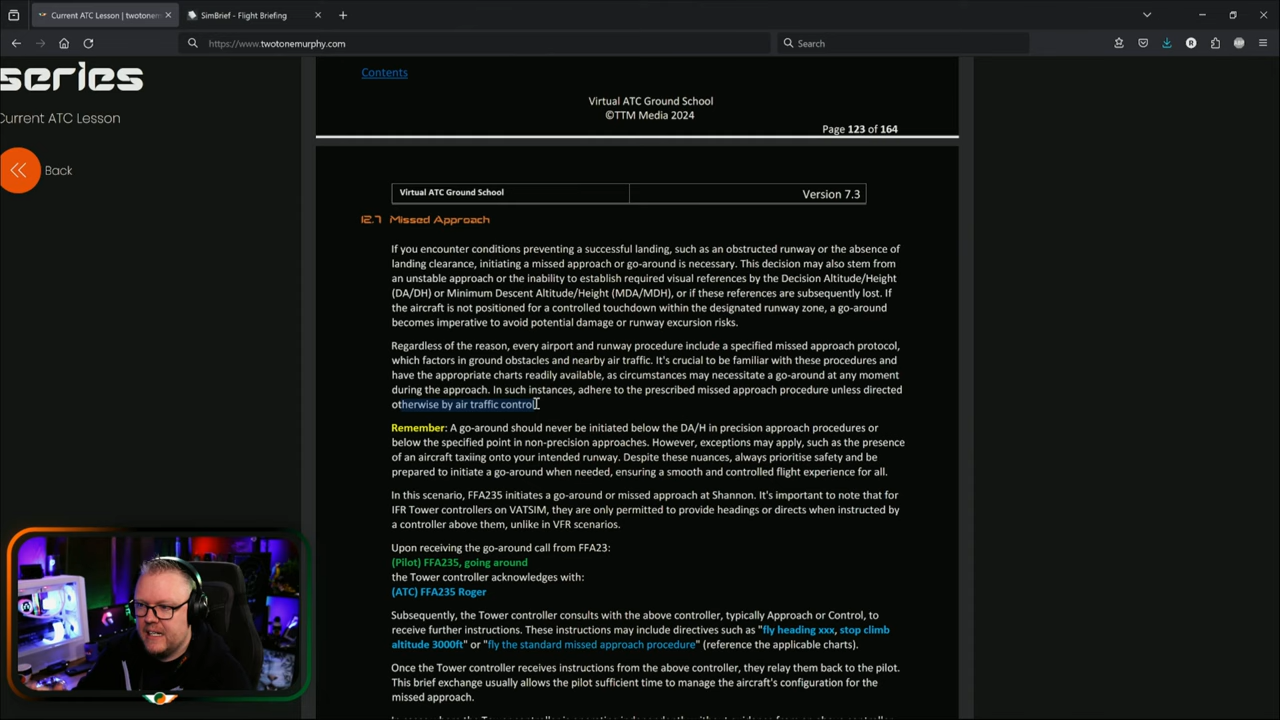 Current ATC Lesson | twotonem
SimBrief - Flight Briefing
https://www.twotonemurphy.com
Search
series
Current ATC Lesson
Back
Contents
Virtual ATC Ground School
©TTM Media 2024
Page 123 of 164
Virtual ATC Ground School
Version 7.3
12.7 Missed Approach
If you encounter conditions preventing a successful landing, such as an obstructed runway or the absence of
landing clearance, initiating a missed approach or go-around is necessary. This decision may also stem from
an unstable approach or the inability to establish required visual references by the Decision Altitude/Height
(DA/DH) or Minimum Descent Altitude/Height (MDA/MDH), or if these references are subsequently lost. If
the aircraft is not positioned for a controlled touchdown within the designated runway zone, a go-around
becomes imperative to avoid potential damage or runway excursion risks.
Regardless of the reason, every airport and runway procedure include a specified missed approach protocol,
which factors in ground obstacles and nearby air traffic. It's crucial to be familiar with these procedures and
have the appropriate charts readily available, as circumstances may necessitate a go-around at any moment
during the approach. In such instances, adhere to the prescribed missed approach procedure unless directed
otherwise by air traffic control
Remember: A go-around should never be initiated below the DA/H in precision approach procedures or
below the specified point in non-precision approaches. However, exceptions may apply, such as the presence
of an aircraft taxiing onto your intended runway. Despite these nuances, always prioritise safety and be
prepared to initiate a go-around when needed, ensuring a smooth and controlled flight experience for all.
In this scenario, FFA235 initiates a go-around or missed approach at Shannon. It's important to note that for
IFR Tower controllers on VATSIM, they are only permitted to provide headings or directs when instructed by
a controller above them, unlike in VFR scenarios.
Upon receiving the go-around call from FFA23:
(Pilot) FFA235, going around
the Tower controller acknowledges with:
(ATC) FFA235 Roger
Subsequently, the Tower controller consults with the above controller, typically Approach or Control, to
receive further instructions. These instructions may include directives such as "fly heading xxx, stop climb
altitude 3000ft" or "fly the standard missed approach procedure" (reference the applicable charts).
Once the Tower controller receives instructions from the above controller, they relay them back to the pilot.
This brief exchange usually allows the pilot sufficient time to manage the aircraft's configuration for the
missed approach.